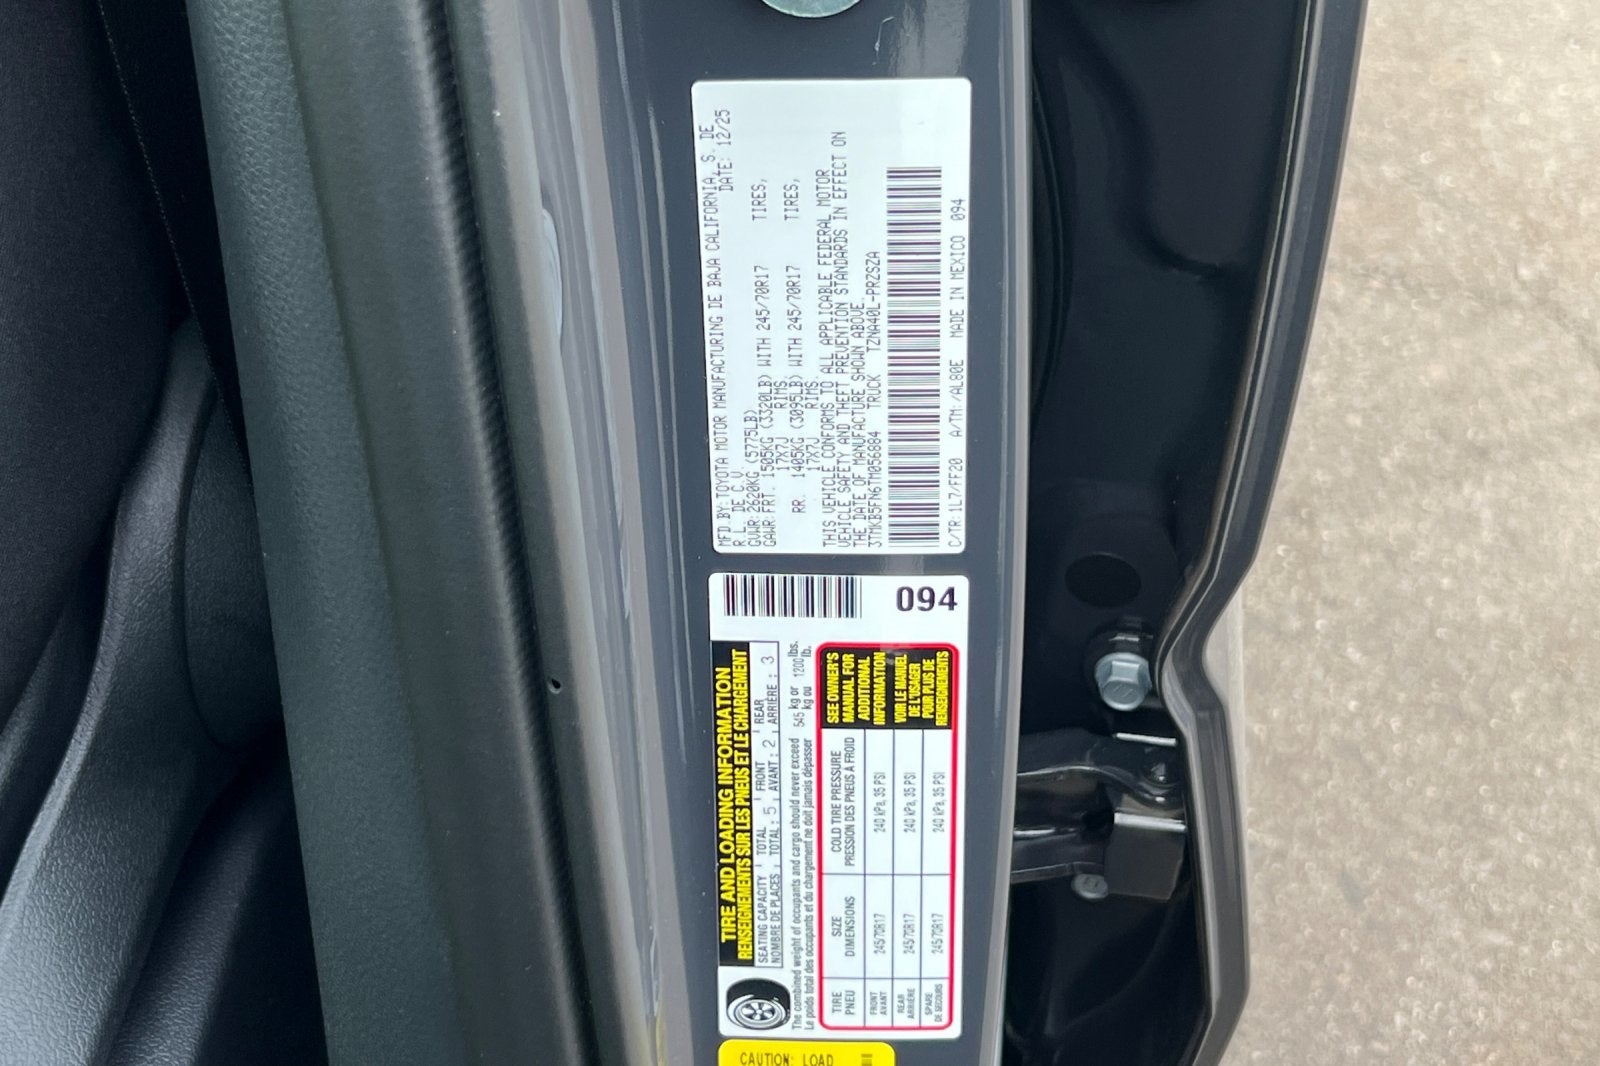 MFD BY: TOYOTA MOTOR MANUFACTURING DE BAJA CALIFORNIA, S. DE
R. L. DE C. V. DATE: 12/25
GVWR: 2620KG (5775LB)
GAWR: FRT. 1505KG (3320LB) WITH 245/70R17 TIRES,
17X7J RIMS
RR. 1405KG (3095LB) WITH 245/70R17 TIRES,
17X7J RIMS.
THIS VEHICLE CONFORMS TO ALL APPLICABLE FEDERAL MOTOR
VEHICLE SAFETY AND THEFT PREVENTION STANDARDS IN EFFECT ON
THE DATE OF MANUFACTURE SHOWN ABOVE.
3TMKB5FN6TM056884 TRUCK TZNA40L-PRZSZA
C/TR: 1L7/FF20 A/TM: /AL80E MADE IN MEXICO 094
094
TIRE AND LOADING INFORMATION
RENSEIGNEMENTS SUR LES PNEUS ET LE CHARGEMENT
SEATING CAPACITY TOTAL FRONT REAR
NOMBRE DE PLACES TOTAL: 5 AVANT: 2 ARRIÈRE: 3
The combined weight of occupants and cargo should never exceed 545 kg or 1200 lbs.
Le poids total des occupants et du chargement ne doit jamais dépasser kg ou lb.
TIRE SIZE COLD TIRE PRESSURE
PNEU DIMENSIONS PRESSION DES PNEUS À FROID
FRONT
AVANT 245/70R17 240 kPa, 35 PSI
REAR
ARRIÈRE 245/70R17 240 kPa, 35 PSI
SPARE
DE SECOURS 245/70R17 240 kPa, 35 PSI
SEE OWNER'S
MANUAL FOR
ADDITIONAL
INFORMATION
VOIR LE MANUEL
DE L'USAGER
POUR PLUS DE
RENSEIGNEMENTS
CAUTION: LOAD